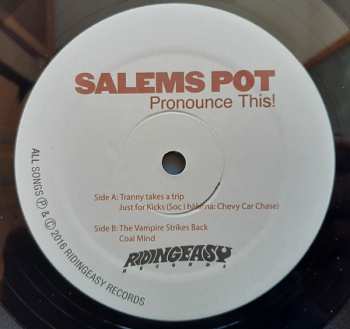 SALEMS POT
Pronounce This!
Side A: Tranny takes a trip
Just for Kicks (Soc Chevy Car Chase)
Side B: The Vampire Strikes Back
Coal Mind
RIDINGEASY
RECORDS
ALL SONGS Ⓟ & © 2016 RIDINGEASY RECORDS